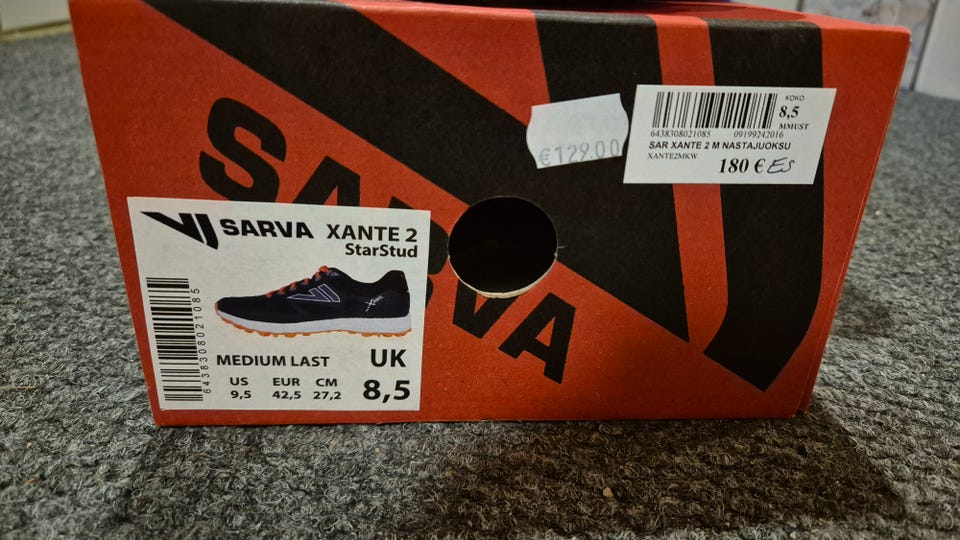 SARVA
€129.00
KOKO
8,5
MMUST
6438308021085 09199242016
SAR XANTE 2 M NASTAJUOKSU
XANTE2MKW
180 € ES
VJ SARVA XANTE 2
StarStud
6438308021085
MEDIUM LAST UK
US EUR CM
9,5 42,5 27,2 8,5